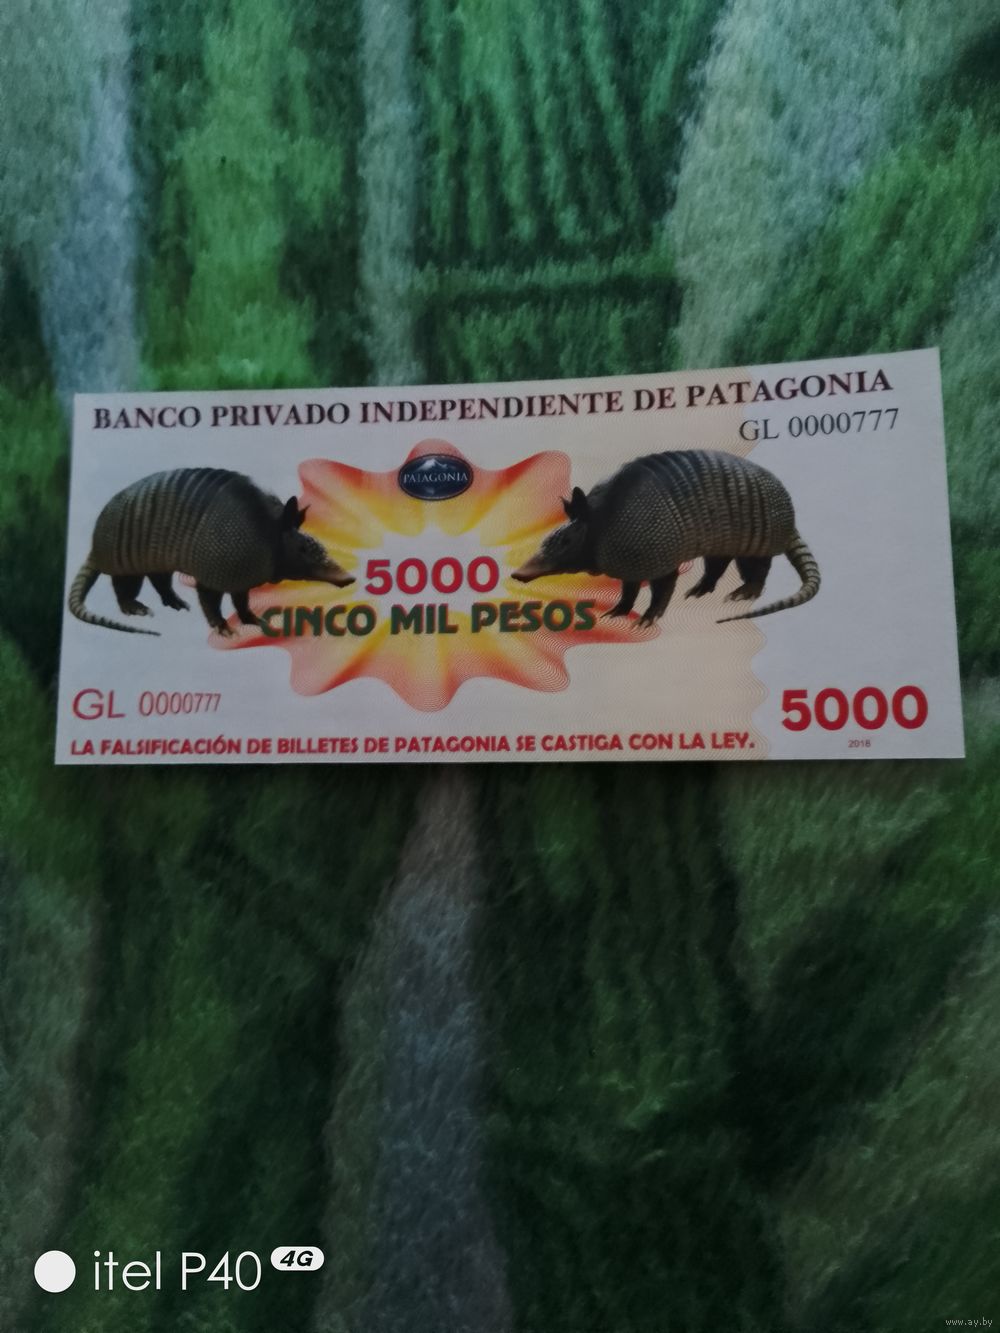 BANCO PRIVADO INDEPENDIENTE DE PATAGONIA
GL 0000777
PATAGONIA
5000
CINCO MIL PESOS
GL 0000777
5000
LA FALSIFICACIÓN DE BILLETES DE PATAGONIA SE CASTIGA CON LA LEY.
2018
itel P40 4G
www.ay.by